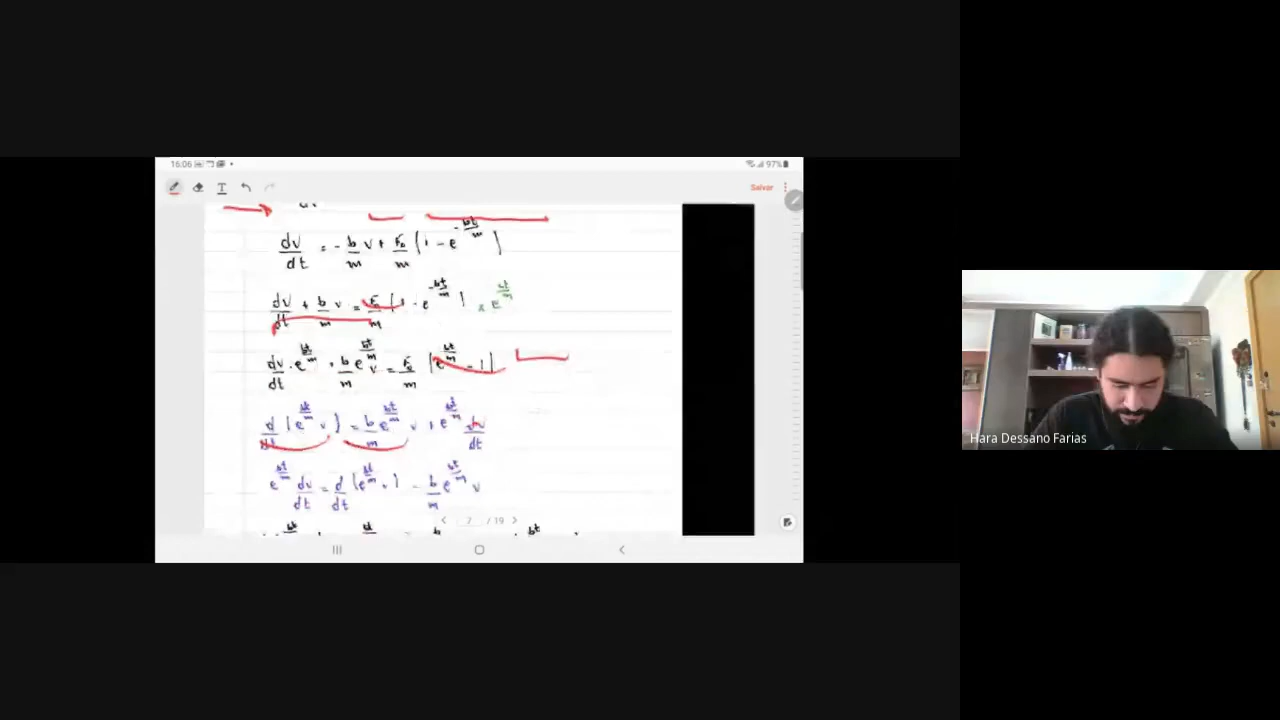 16:06 97%
T Salvar
dv/dt = -b/m v + F₀/m (1 - e^(-bt/m))
dv/dt + b/m v = F₀/m (1 - e^(-bt/m)) × e^(bt/m)
dv/dt · e^(bt/m) + b/m e^(bt/m) v = F₀/m (e^(bt/m) - 1)
d/dt (e^(bt/m) v) = b/m e^(bt/m) v + e^(bt/m) dv/dt
e^(bt/m) dv/dt = d/dt (e^(bt/m) v) - b/m e^(bt/m) v
7 / 19
Hara Dessano Farias